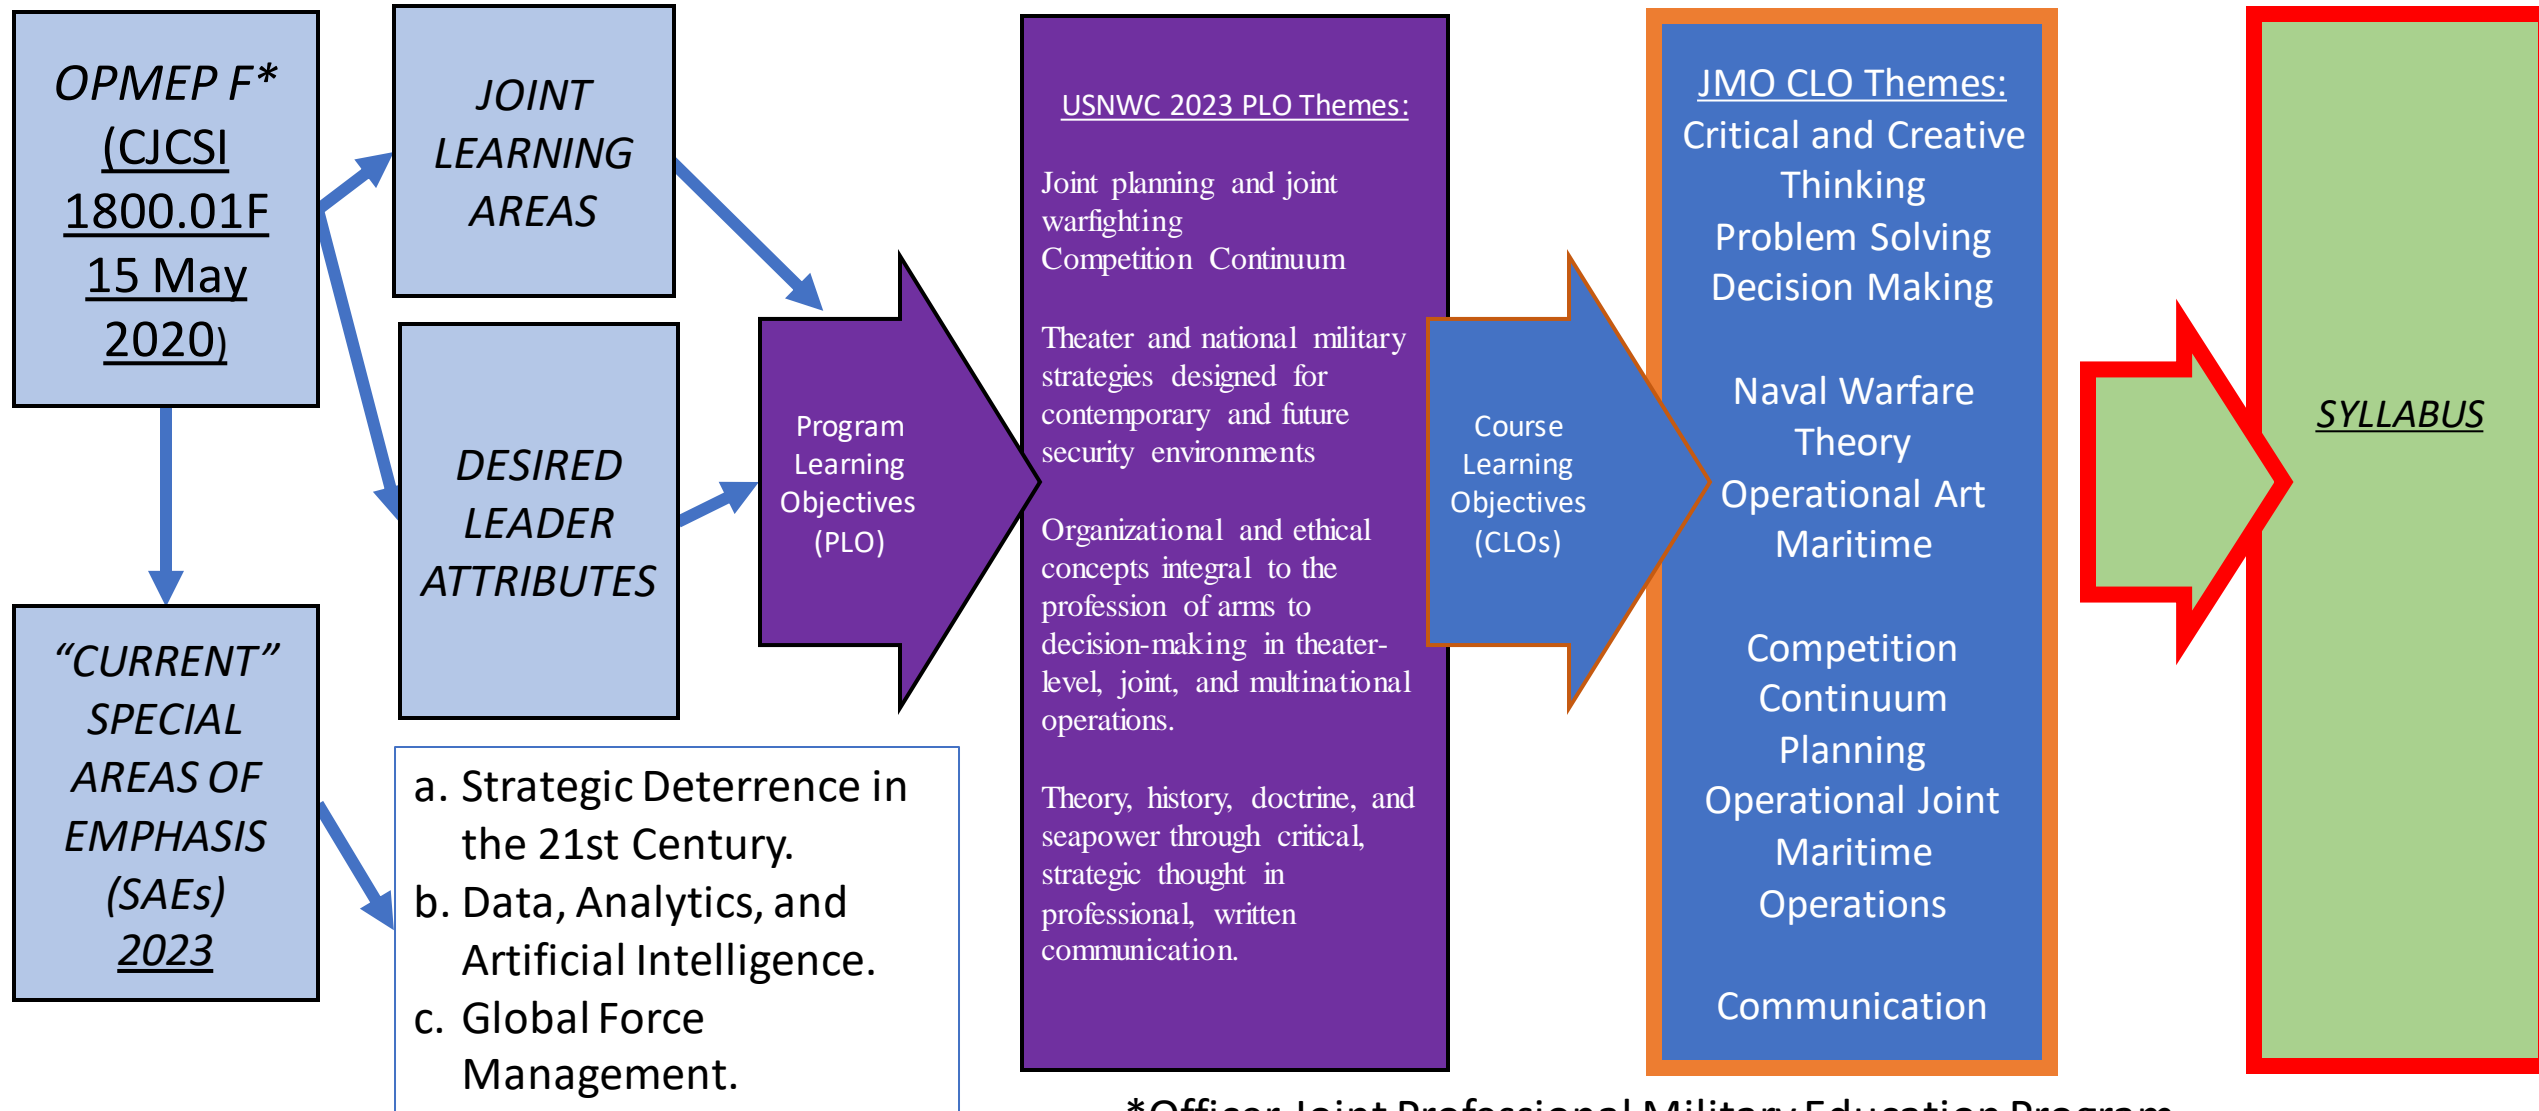 OPMEP F*
(CJCSI
1800.01F
15 May
2020)
JOINT
LEARNING
AREAS
DESIRED
LEADER
ATTRIBUTES
“CURRENT”
SPECIAL
AREAS OF
EMPHASIS
(SAEs)
2023
a. Strategic Deterrence in
the 21st Century.
b. Data, Analytics, and
Artificial Intelligence.
c. Global Force
Management.
Program
Learning
Objectives
(PLO)
USNWC 2023 PLO Themes:
Joint planning and joint
warfighting
Competition Continuum
Theater and national military
strategies designed for
contemporary and future
security environments
Organizational and ethical
concepts integral to the
profession of arms to
decision-making in theater-
level, joint, and multinational
operations.
Theory, history, doctrine, and
seapower through critical,
strategic thought in
professional, written
communication.
Course
Learning
Objectives
(CLOs)
JMO CLO Themes:
Critical and Creative
Thinking
Problem Solving
Decision Making
Naval Warfare
Theory
Operational Art
Maritime
Competition
Continuum
Planning
Operational Joint
Maritime
Operations
Communication
SYLLABUS
*Officer Joint Professional Military Education Program